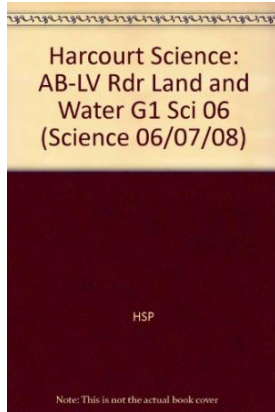 Harcourt Science:
AB-LV Rdr Land and
Water G1 Sci 06
(Science 06/07/08)
HSP
Note: This is not the actual book cover